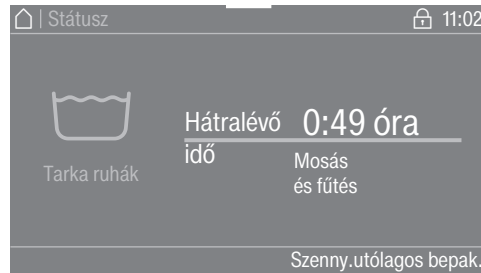 | Státusz 11:02
Hátralévő idő 0:49 óra
Tarka ruhák
Mosás
és fűtés
Szenny.utólagos bepak.